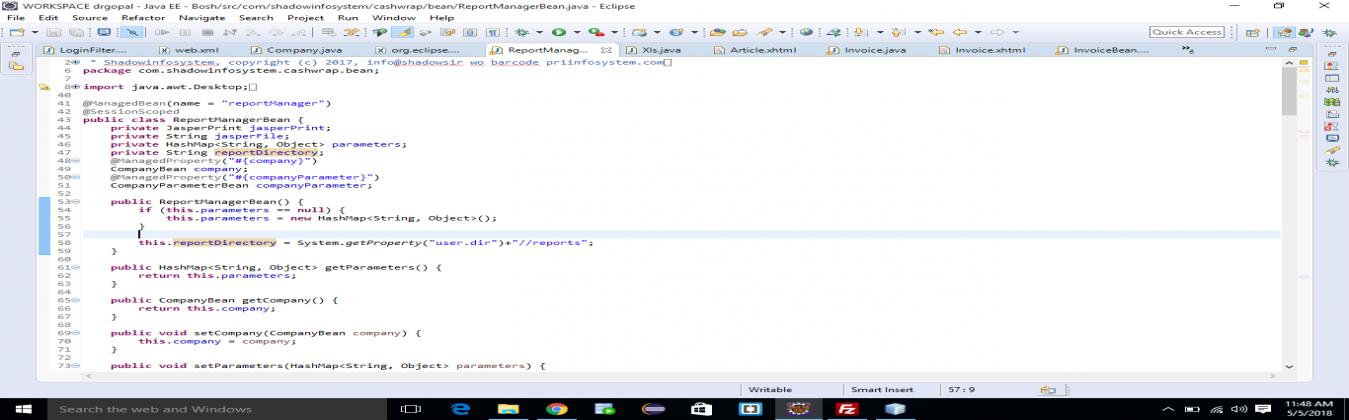 WORKSPACE drgopal - Java EE - Bosh/src/com/shadowinfosystem/cashwrap/bean/ReportManagerBean.java - Eclipse
File Edit Source Refactor Navigate Search Project Run Window Help
Quick Access
LoginFilter.... web.xml Company.java org.eclipse.... ReportManag... Xls.java Article.xhtml Invoice.java Invoice.xhtml InvoiceBean.... »6
2 * Shadowinfosystem, copyright (c) 2017, info@shadowsir wo barcode priinfosystem.com
6 package com.shadowinfosystem.cashwrap.bean;
7
8 import java.awt.Desktop;
40
41 @ManagedBean(name = "reportManager")
42 @SessionScoped
43 public class ReportManagerBean {
44 private JasperPrint jasperPrint;
45 private String jasperFile;
46 private HashMap<String, Object> parameters;
47 private String reportDirectory;
48 @ManagedProperty("#{company}")
49 CompanyBean company;
50 @ManagedProperty("#{companyParameter}")
51 CompanyParameterBean companyParameter;
52
53 public ReportManagerBean() {
54 if (this.parameters == null) {
55 this.parameters = new HashMap<String, Object>();
56 }
57
58 this.reportDirectory = System.getProperty("user.dir")+"//reports";
59 }
60
61 public HashMap<String, Object> getParameters() {
62 return this.parameters;
63 }
64
65 public CompanyBean getCompany() {
66 return this.company;
67 }
68
69 public void setCompany(CompanyBean company) {
70 this.company = company;
71 }
72
73 public void setParameters(HashMap<String, Object> parameters) {
Writable Smart Insert 57 : 9
Search the web and Windows
11:48 AM
5/5/2018